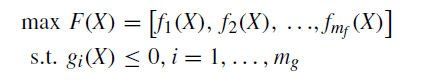 max F(X) = [f₁(X), f₂(X), ..., f_{m_f}(X)]
s.t. g_i(X) ≤ 0, i = 1, ..., m_g